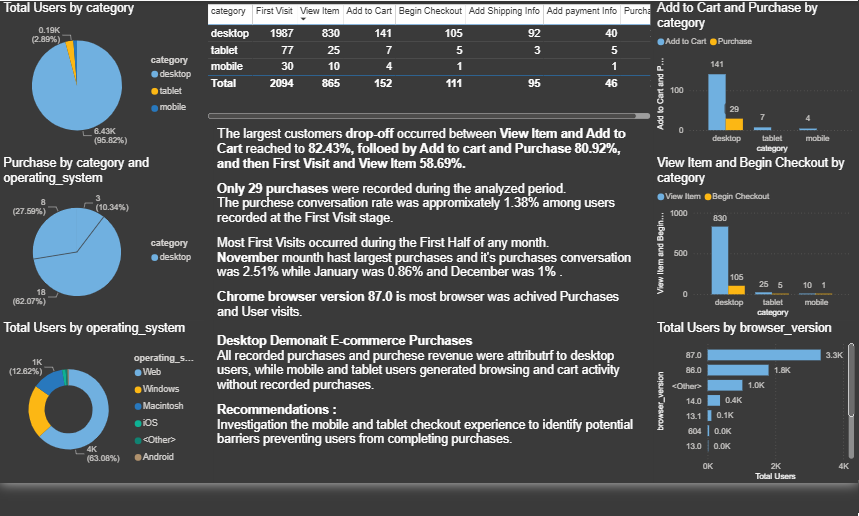 Total Users by category
0.19K
(2.89%)
6.43K
(95.82%)
category
desktop
tablet
mobile
Purchase by category and
operating_system
8
(27.59%)
3
(10.34%)
18
(62.07%)
category
desktop
Total Users by operating_system
1K
(12.62%)
4K
(63.08%)
operating_s...
Web
Windows
Macintosh
iOS
<Other>
Android
category First Visit View Item Add to Cart Begin Checkout Add Shipping Info Add payment Info Purcha
desktop 1987 830 141 105 92 40
tablet 77 25 7 5 3 5
mobile 30 10 4 1 1
Total 2094 865 152 111 95 46
The largest customers drop-off occurred between View Item and Add to
Cart reached to 82.43%, folloed by Add to cart and Purchase 80.92%,
and then First Visit and View Item 58.69%.
Only 29 purchases were recorded during the analyzed period.
The purchese conversation rate was appromixately 1.38% among users
recorded at the First Visit stage.
Most First Visits occurred during the First Half of any month.
November mounth hast largest purchases and it's purchases conversation
was 2.51% while January was 0.86% and December was 1% .
Chrome browser version 87.0 is most browser was achived Purchases
and User visits.
Desktop Demonait E-commerce Purchases
All recorded purchases and purchese revenue were attributrf to desktop
users, while mobile and tablet users generated browsing and cart activity
without recorded purchases.
Recommendations :
Investigation the mobile and tablet checkout experience to identify potential
barriers preventing users from completing purchases.
Add to Cart and Purchase by
category
Add to Cart Purchase
Add to Cart and P...
100
0
141
29
7
4
desktop tablet mobile
category
View Item and Begin Checkout by
category
View Item Begin Checkout
View Item and Begin...
1000
500
0
830
105
25 5
10 1
desktop tablet mobile
category
Total Users by browser_version
browser_version
87.0 3.3K
86.0 1.8K
<Other> 1.0K
14.0 0.4K
13.1 0.1K
604 0.0K
13.0 0.0K
0K 2K 4K
Total Users